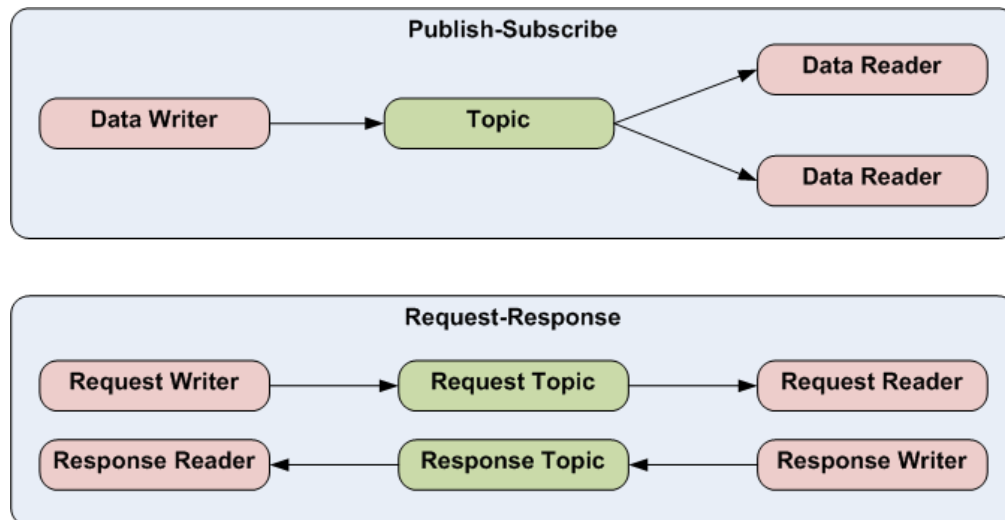 Publish-Subscribe
Data Reader
Data Writer
Topic
Data Reader
Request-Response
Request Writer
Request Topic
Request Reader
Response Reader
Response Topic
Response Writer